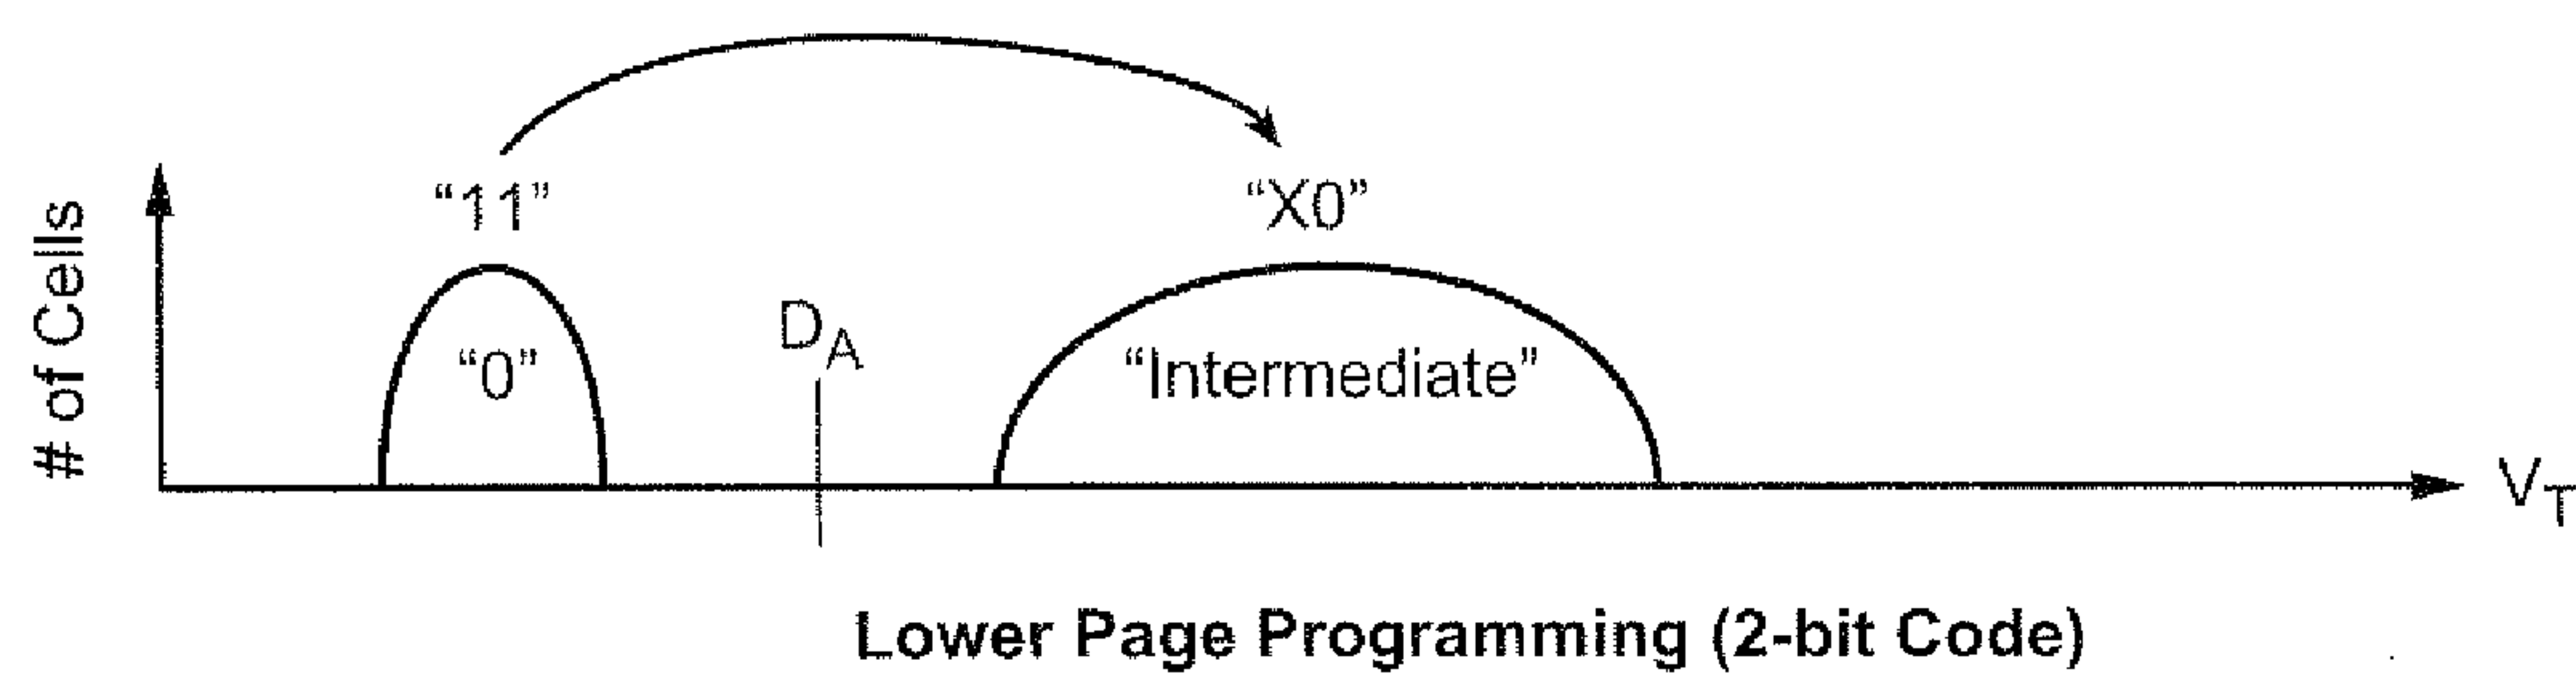 “11”
“X0”
# of Cells
“0”
DA
“Intermediate”
VT
Lower Page Programming (2-bit Code)